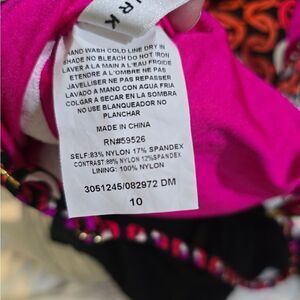 RK
HAND WASH COLD LINE DRY IN
SHADE NO BLEACH DO NOT IRON
LAVER A LA MAIN A L'EAU FROIDE
ETENDRE A L'OMBRE NE PAS
JAVELLISER NE PAS REPASSER
LAVADO A MANO CON AGUA FRIA
COLGAR A SECAR EN LA SOMBRA
NO USE BLANQUEADOR NO
PLANCHAR
MADE IN CHINA
RN#59526
SELF:83% NYLON 17% SPANDEX
CONTRAST:88% NYLON 12%SPANDEX
LINING: 100% NYLON
3051245/082972 DM
10